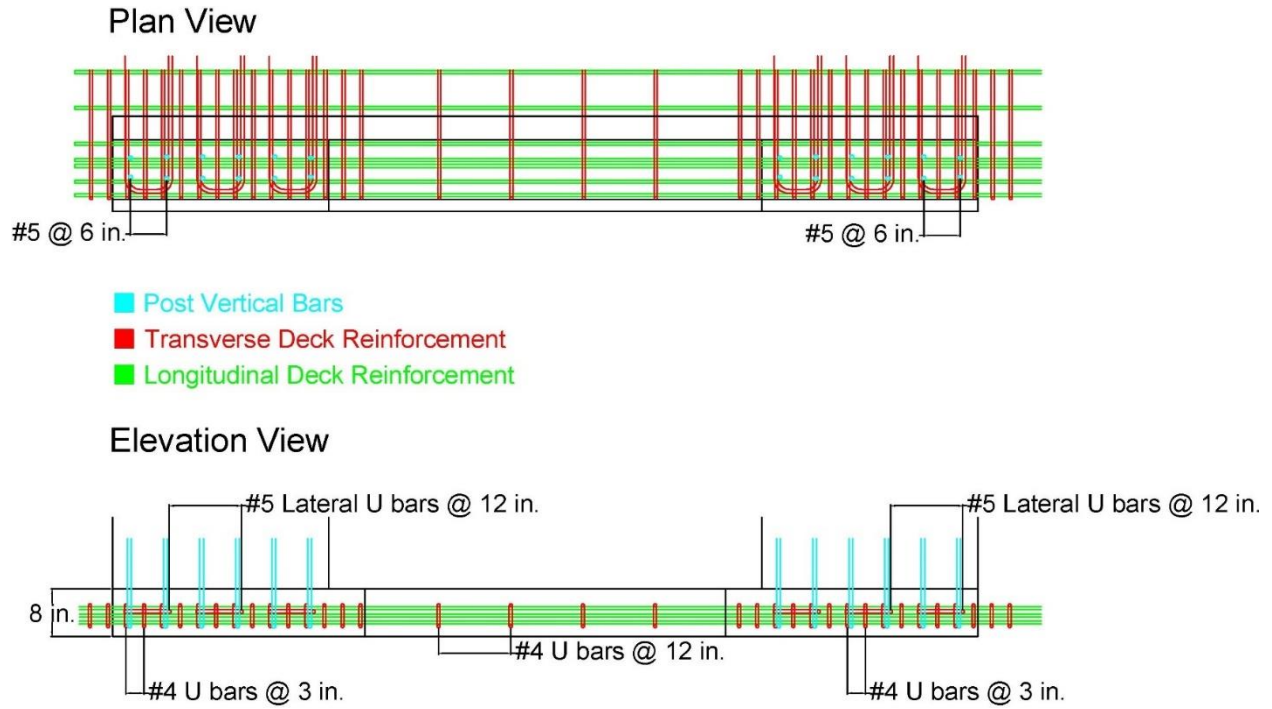 Plan View
#5 @ 6 in.
#5 @ 6 in.
Post Vertical Bars
Transverse Deck Reinforcement
Longitudinal Deck Reinforcement
Elevation View
#5 Lateral U bars @ 12 in.
#5 Lateral U bars @ 12 in.
8 in.
#4 U bars @ 12 in.
#4 U bars @ 3 in.
#4 U bars @ 3 in.